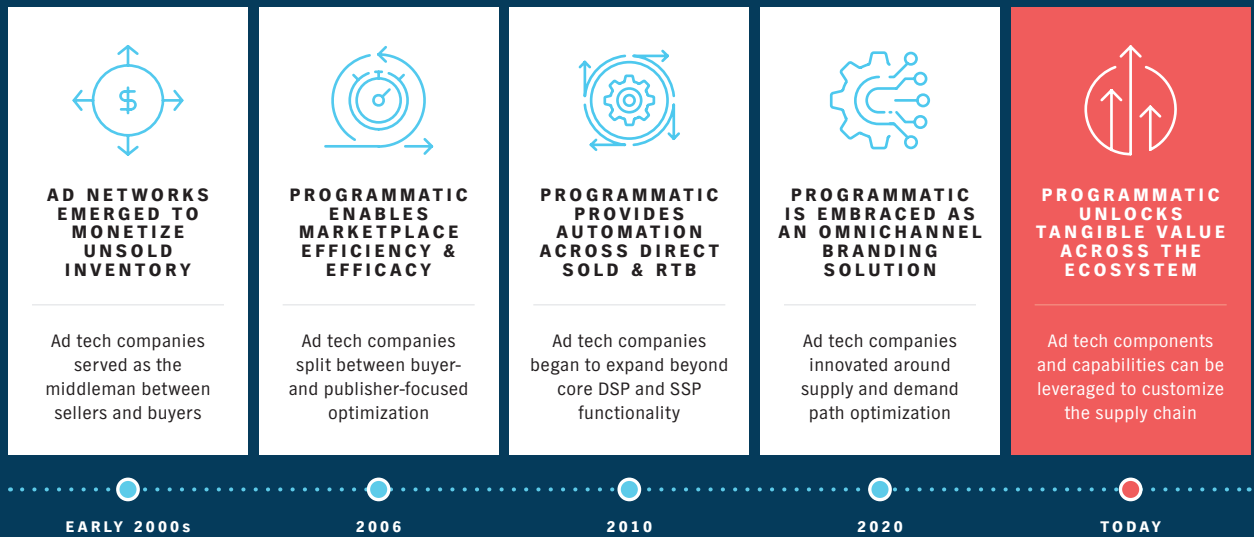 $
AD NETWORKS
EMERGED TO
MONETIZE
UNSOLD
INVENTORY
Ad tech companies
served as the
middleman between
sellers and buyers
EARLY 2000s
PROGRAMMATIC
ENABLES
MARKETPLACE
EFFICIENCY &
EFFICACY
Ad tech companies
split between buyer-
and publisher-focused
optimization
2006
PROGRAMMATIC
PROVIDES
AUTOMATION
ACROSS DIRECT
SOLD & RTB
Ad tech companies
began to expand beyond
core DSP and SSP
functionality
2010
PROGRAMMATIC
IS EMBRACED AS
AN OMNICHANNEL
BRANDING
SOLUTION
Ad tech companies
innovated around
supply and demand
path optimization
2020
PROGRAMMATIC
UNLOCKS
TANGIBLE VALUE
ACROSS THE
ECOSYSTEM
Ad tech components
and capabilities can be
leveraged to customize
the supply chain
TODAY